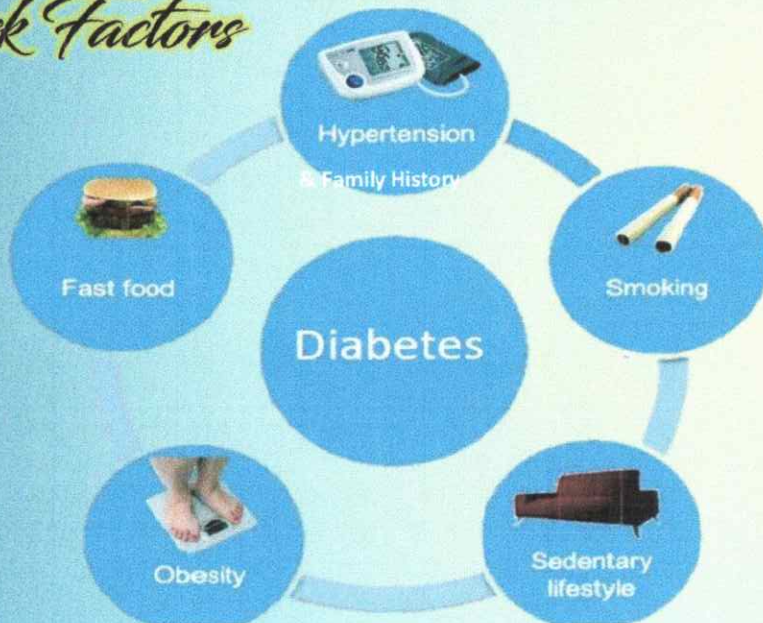 Factors
Hypertension
& Family History
Fast food
Smoking
Diabetes
Obesity
Sedentary
lifestyle